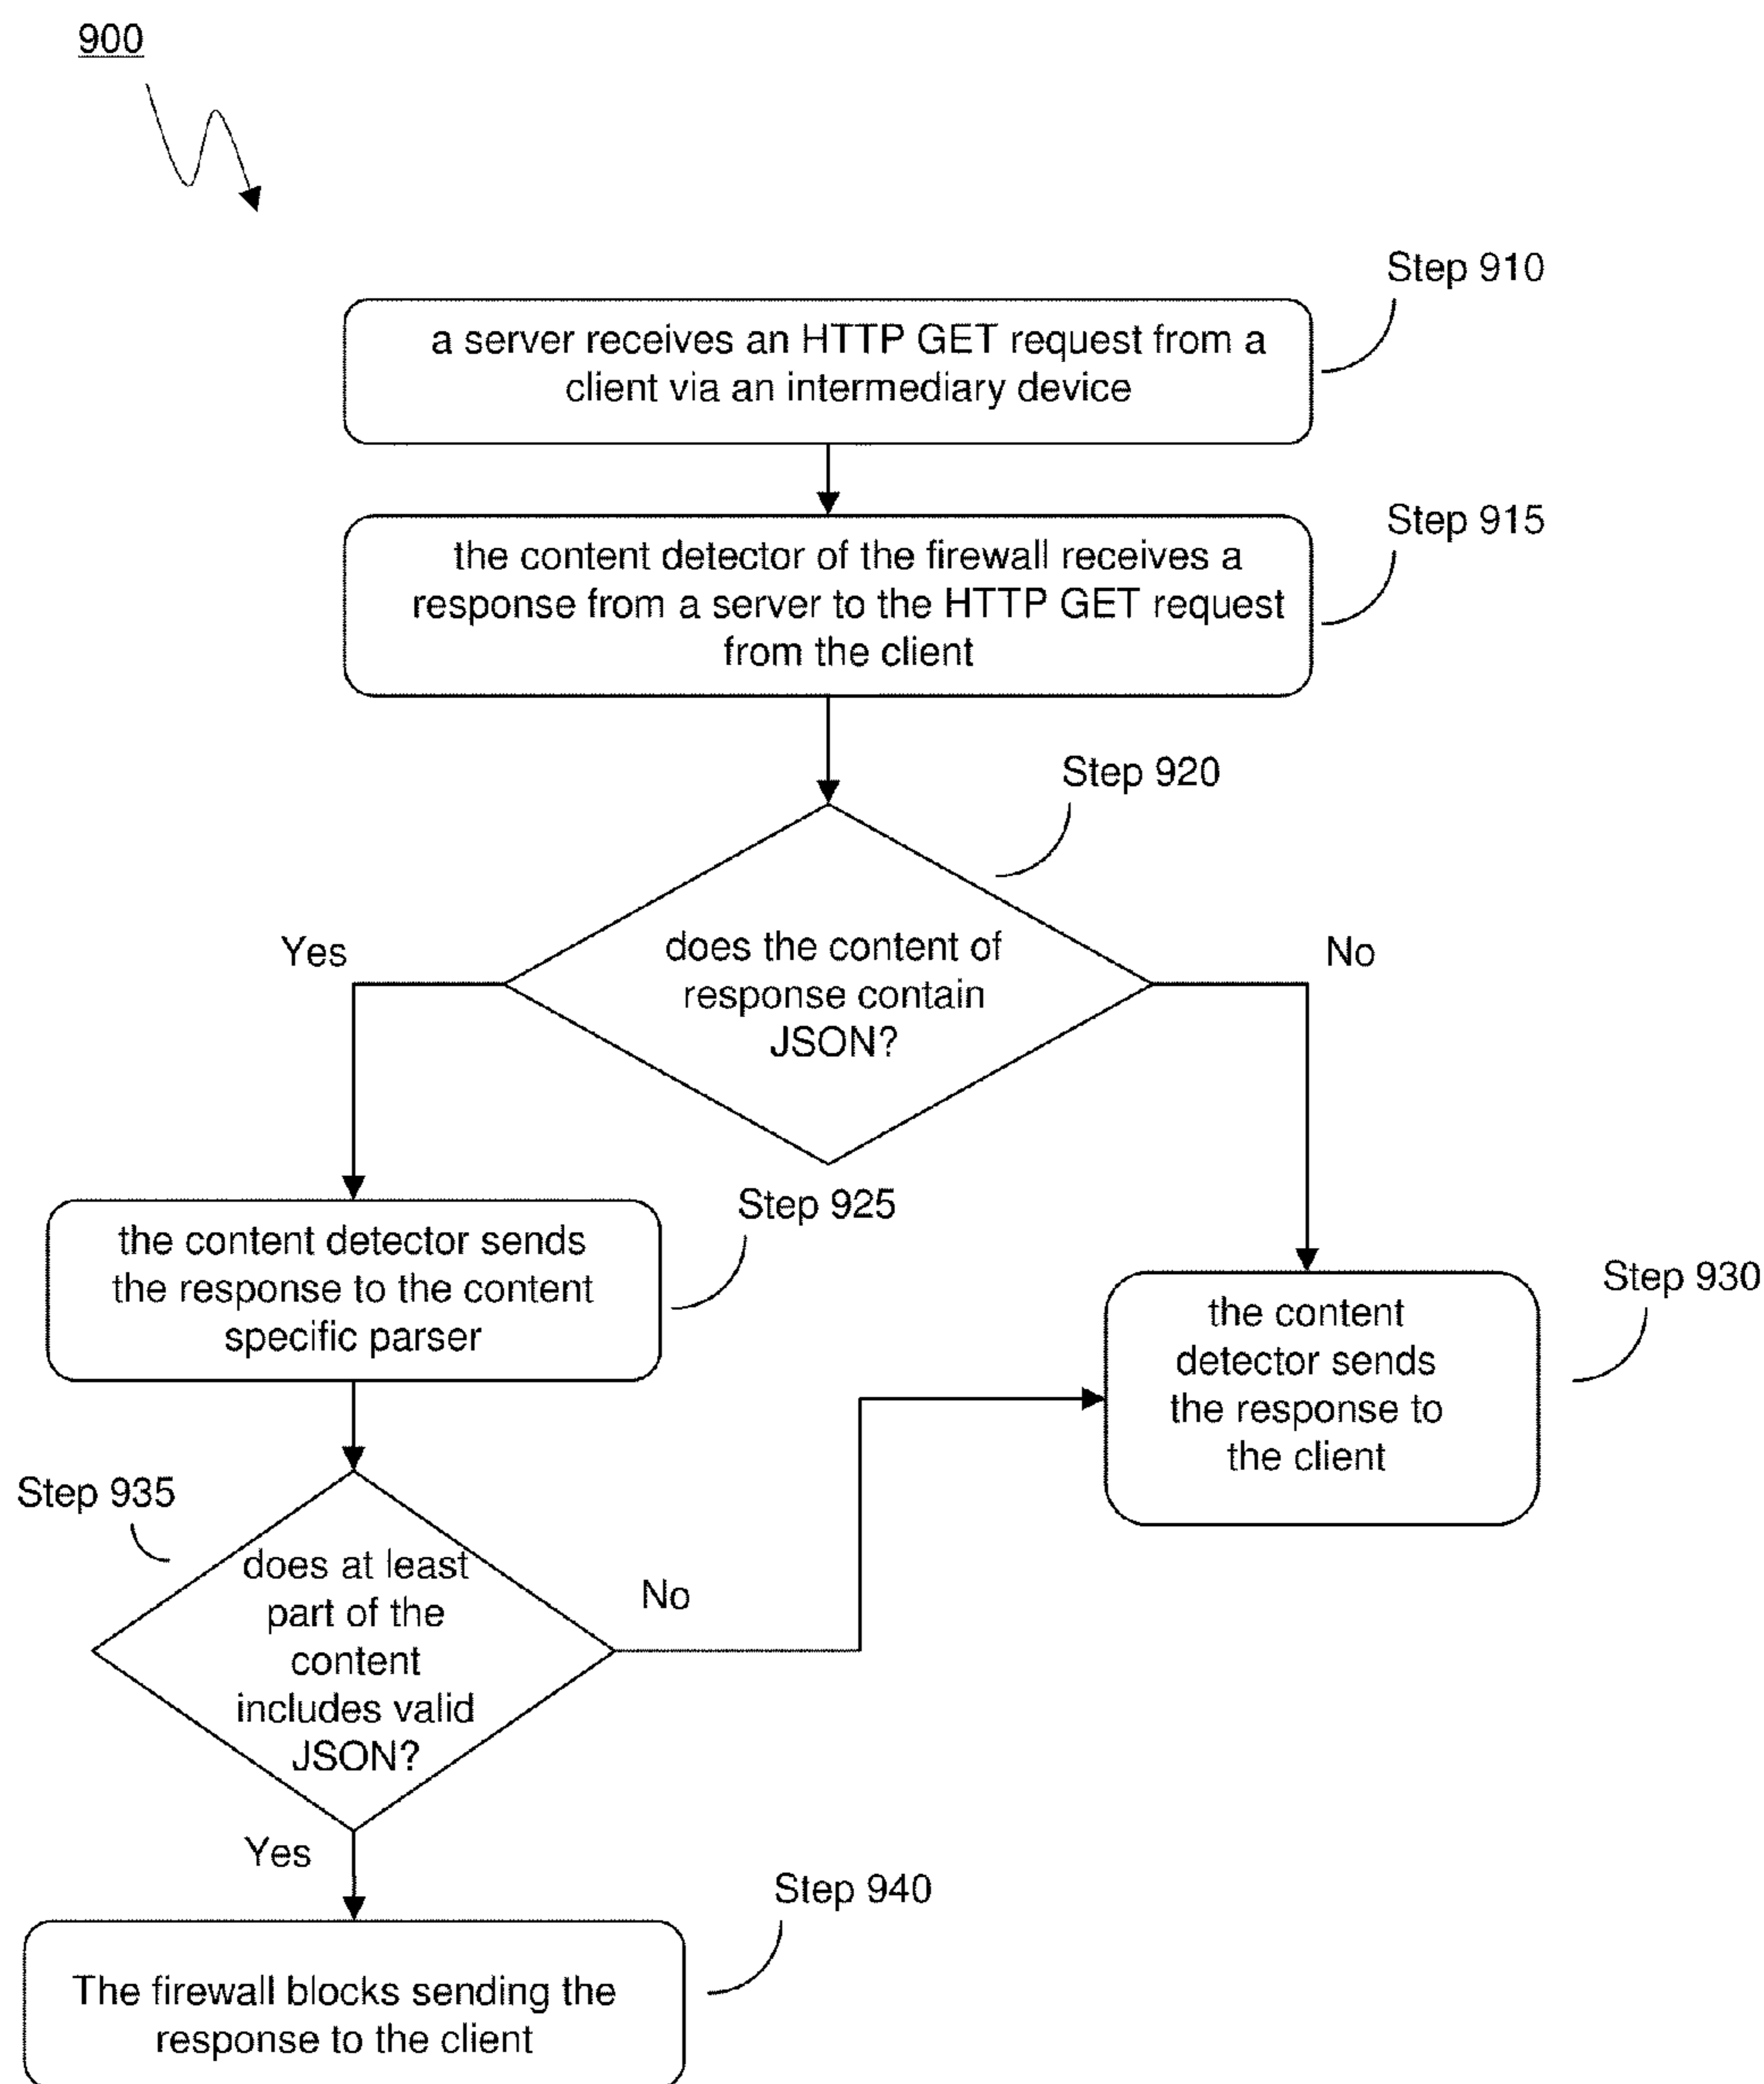 900
Step 910
a server receives an HTTP GET request from a
client via an intermediary device
Step 915
the content detector of the firewall receives a
response from a server to the HTTP GET request
from the client
Step 920
Yes
does the content of
response contain
JSON?
No
Step 925
the content detector sends
the response to the content
specific parser
Step 930
the content
detector sends
the response to
the client
Step 935
does at least
part of the
content
includes valid
JSON?
No
Yes
Step 940
The firewall blocks sending the
response to the client